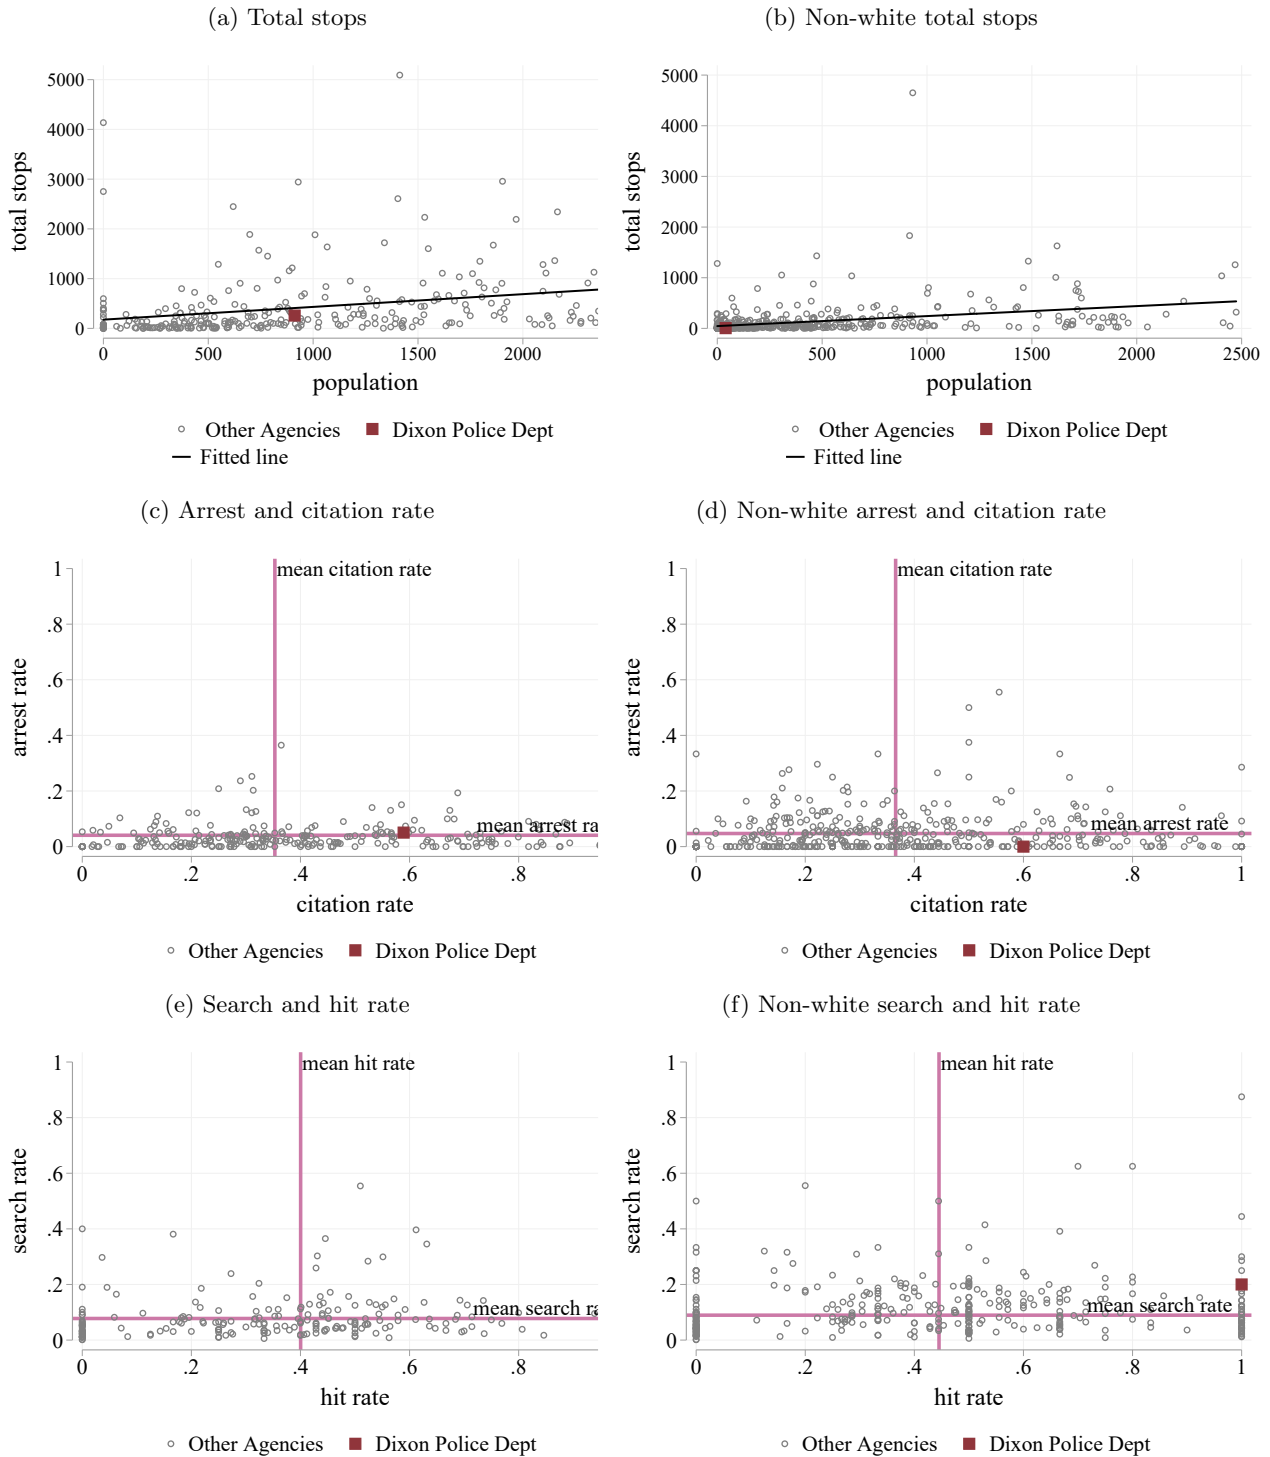 (a) Total stops
(b) Non-white total stops
5000
4000
3000
2000
1000
0
total stops
0 500 1000 1500 2000
population
Other Agencies Dixon Police Dept
Fitted line
5000
4000
3000
2000
1000
0
total stops
0 500 1000 1500 2000 2500
population
Other Agencies Dixon Police Dept
Fitted line
(c) Arrest and citation rate
(d) Non-white arrest and citation rate
mean citation rate
1
.8
.6
.4
.2
0
arrest rate
mean arrest ra
0 .2 .4 .6 .8
citation rate
Other Agencies Dixon Police Dept
mean citation rate
1
.8
.6
.4
.2
0
arrest rate
mean arrest rate
0 .2 .4 .6 .8 1
citation rate
Other Agencies Dixon Police Dept
(e) Search and hit rate
(f) Non-white search and hit rate
mean hit rate
1
.8
.6
.4
.2
0
search rate
mean search ra
0 .2 .4 .6 .8
hit rate
Other Agencies Dixon Police Dept
mean hit rate
1
.8
.6
.4
.2
0
search rate
mean search rate
0 .2 .4 .6 .8 1
hit rate
Other Agencies Dixon Police Dept